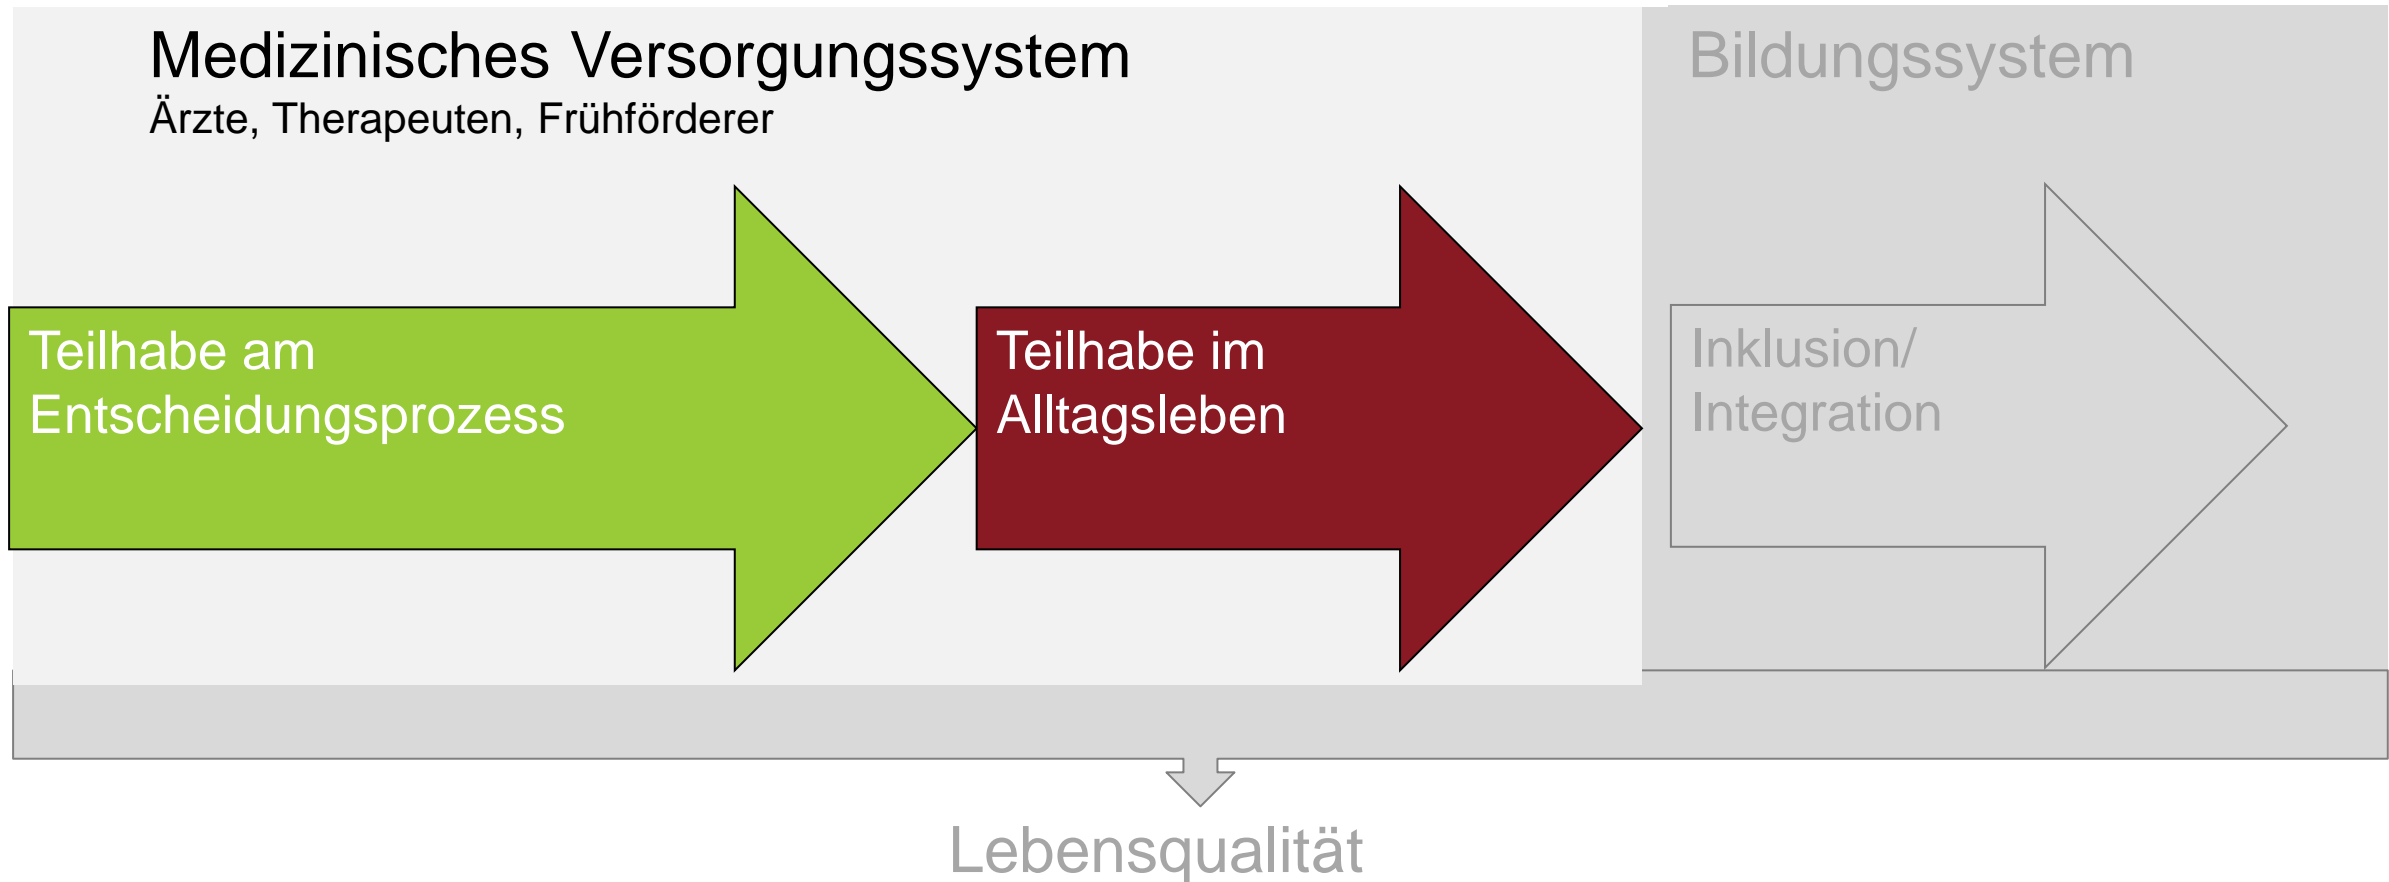 Medizinisches Versorgungssystem
Ärzte, Therapeuten, Frühförderer
Bildungssystem
Teilhabe am
Entscheidungsprozess
Teilhabe im
Alltagsleben
Inklusion/
Integration
Lebensqualität